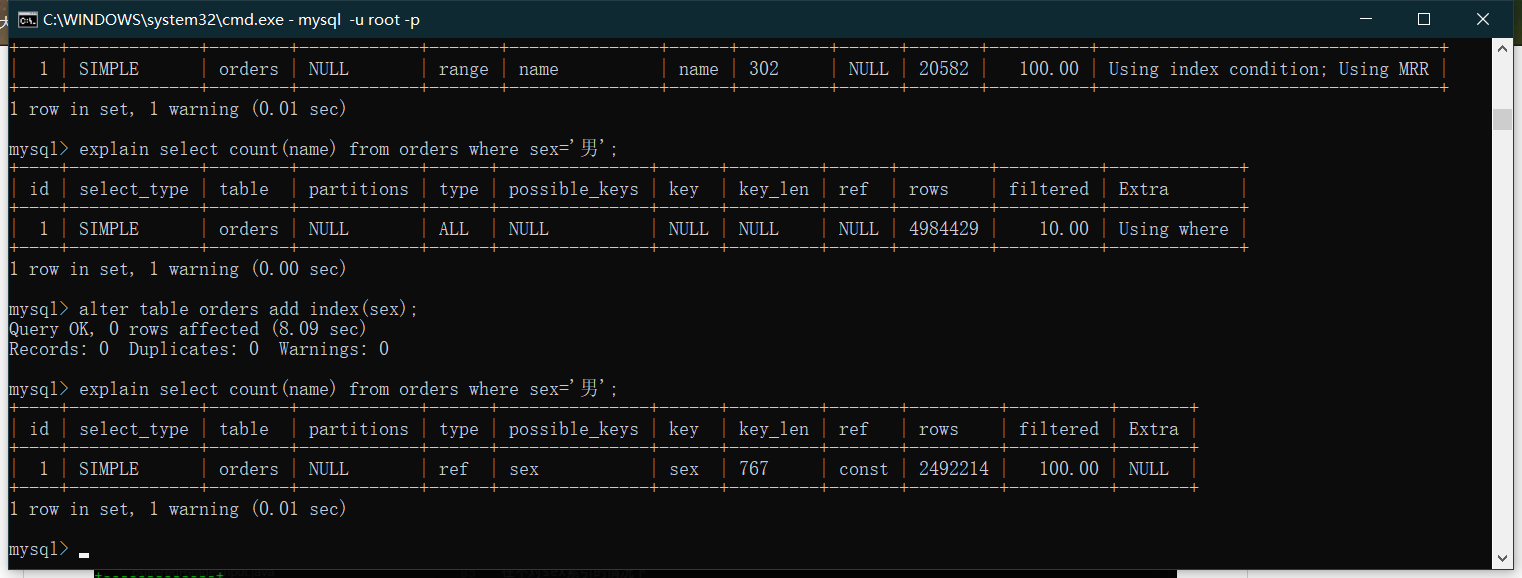 C:\WINDOWS\system32\cmd.exe - mysql  -u root -p
+----+-------------+--------+------------+-------+---------------+------+---------+------+-------+----------+----------------------------------+
|  1 | SIMPLE      | orders | NULL       | range | name          | name | 302     | NULL | 20582 |   100.00 | Using index condition; Using MRR |
+----+-------------+--------+------------+-------+---------------+------+---------+------+-------+----------+----------------------------------+
1 row in set, 1 warning (0.01 sec)
mysql> explain select count(name) from orders where sex='男';
+----+-------------+--------+------------+------+---------------+------+---------+------+---------+----------+-------------+
| id | select_type | table  | partitions | type | possible_keys | key  | key_len | ref  | rows    | filtered | Extra       |
+----+-------------+--------+------------+------+---------------+------+---------+------+---------+----------+-------------+
|  1 | SIMPLE      | orders | NULL       | ALL  | NULL          | NULL | NULL    | NULL | 4984429 |    10.00 | Using where |
+----+-------------+--------+------------+------+---------------+------+---------+------+---------+----------+-------------+
1 row in set, 1 warning (0.00 sec)
mysql> alter table orders add index(sex);
Query OK, 0 rows affected (8.09 sec)
Records: 0  Duplicates: 0  Warnings: 0
mysql> explain select count(name) from orders where sex='男';
+----+-------------+--------+------------+------+---------------+------+---------+-------+---------+----------+-------+
| id | select_type | table  | partitions | type | possible_keys | key  | key_len | ref   | rows    | filtered | Extra |
+----+-------------+--------+------------+------+---------------+------+---------+-------+---------+----------+-------+
|  1 | SIMPLE      | orders | NULL       | ref  | sex           | sex  | 767     | const | 2492214 |   100.00 | NULL  |
+----+-------------+--------+------------+------+---------------+------+---------+-------+---------+----------+-------+
1 row in set, 1 warning (0.01 sec)
mysql>